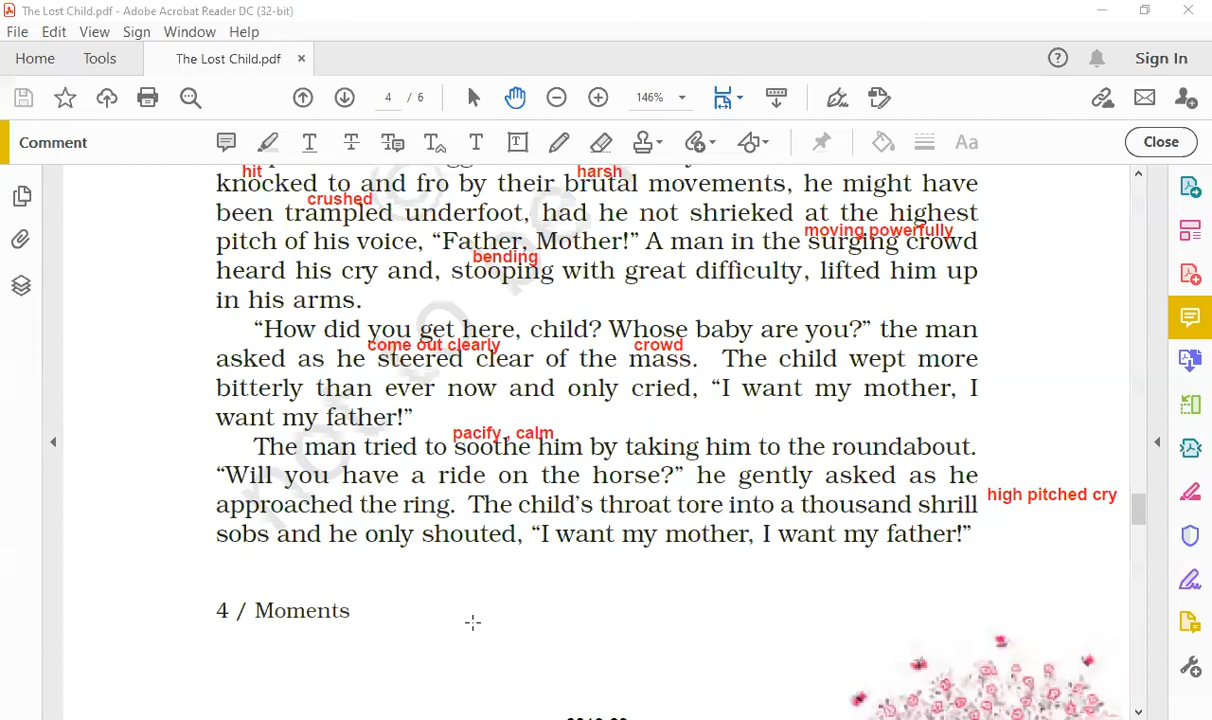 The Lost Child.pdf - Adobe Acrobat Reader DC (32-bit)
File Edit View Sign Window Help
Home Tools The Lost Child.pdf × Sign In
4 / 6 146%
Comment Close
hit harsh
knocked to and fro by their brutal movements, he might have
crushed
been trampled underfoot, had he not shrieked at the highest
moving powerfully
pitch of his voice, “Father, Mother!” A man in the surging crowd
bending
heard his cry and, stooping with great difficulty, lifted him up
in his arms.
“How did you get here, child? Whose baby are you?” the man
come out clearly crowd
asked as he steered clear of the mass. The child wept more
bitterly than ever now and only cried, “I want my mother, I
want my father!”
pacify , calm
The man tried to soothe him by taking him to the roundabout.
“Will you have a ride on the horse?” he gently asked as he
high pitched cry
approached the ring. The child’s throat tore into a thousand shrill
sobs and he only shouted, “I want my mother, I want my father!”
4 / Moments